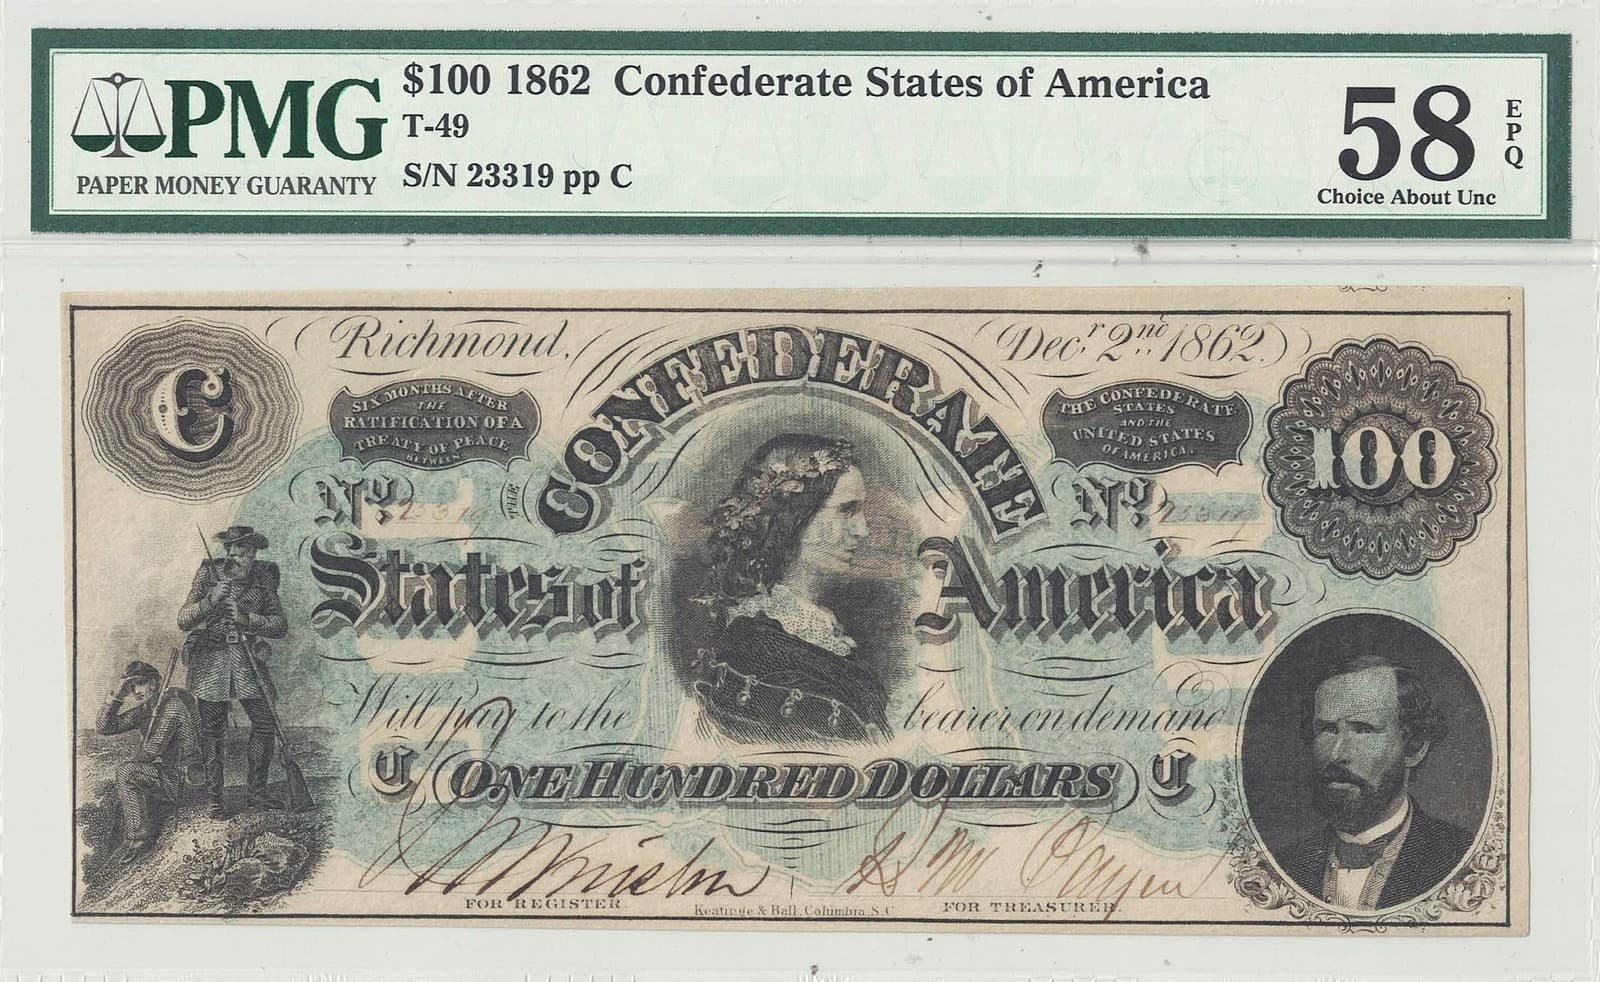 $100 1862 Confederate States of America
PMG
T-49
58
EPQ
PAPER MONEY GUARANTY
S/N 23319 pp C
Choice About Unc
Richmond,
Decr. 2nd. 1862.
C
SIX MONTHS AFTER
THE
RATIFICATION OF A
TREATY OF PEACE
BETWEEN
THE CONFEDERATE
STATES
AND THE
UNITED STATES
OF AMERICA.
100
THE
CONFEDERATE
No. 23319
No. 23319
States of America
Will pay to the bearer on demand
C ONE HUNDRED DOLLARS C
FOR REGISTER.
Keatinge & Ball, Columbia, S.C.
FOR TREASURER.